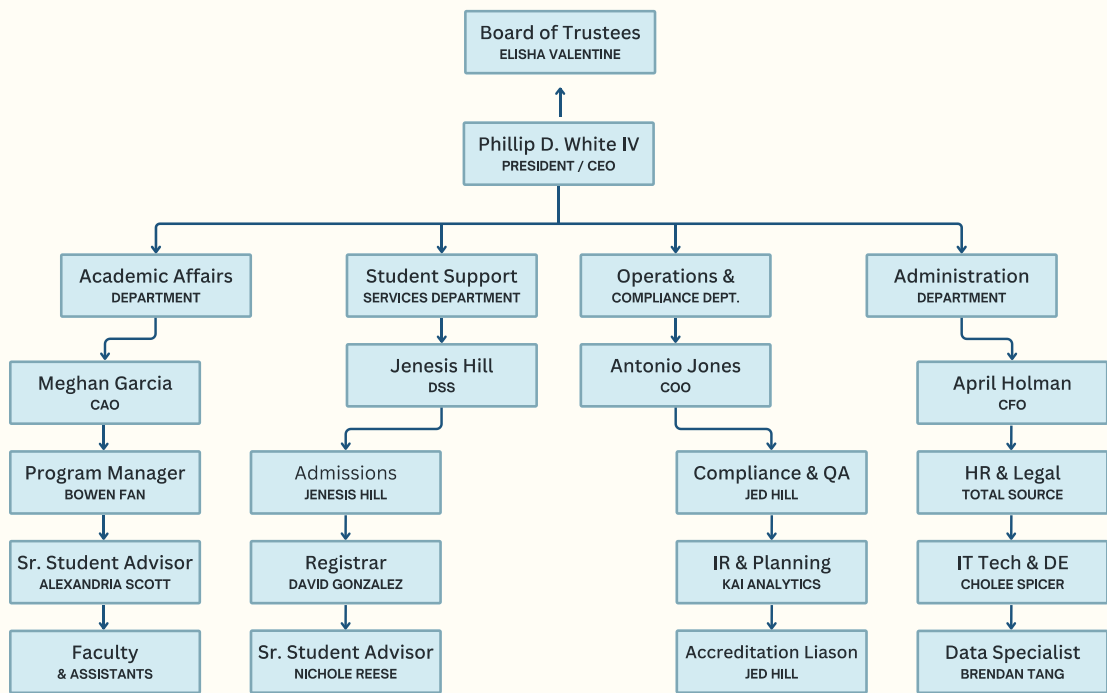 Board of Trustees
ELISHA VALENTINE
Phillip D. White IV
PRESIDENT / CEO
Academic Affairs
DEPARTMENT
Student Support
SERVICES DEPARTMENT
Operations &
COMPLIANCE DEPT.
Administration
DEPARTMENT
Meghan Garcia
CAO
Jenesis Hill
DSS
Antonio Jones
COO
April Holman
CFO
Program Manager
BOWEN FAN
Admissions
JENESIS HILL
Compliance & QA
JED HILL
HR & Legal
TOTAL SOURCE
Sr. Student Advisor
ALEXANDRIA SCOTT
Registrar
DAVID GONZALEZ
IR & Planning
KAI ANALYTICS
IT Tech & DE
CHOLEE SPICER
Faculty
& ASSISTANTS
Sr. Student Advisor
NICHOLE REESE
Accreditation Liason
JED HILL
Data Specialist
BRENDAN TANG